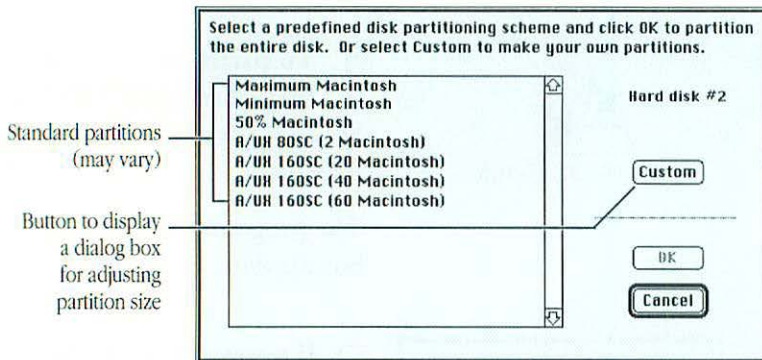 Select a predefined disk partitioning scheme and click OK to partition
the entire disk. Or select Custom to make your own partitions.
Maximum Macintosh
Minimum Macintosh
50% Macintosh
A/UX 80SC (2 Macintosh)
A/UX 160SC (20 Macintosh)
A/UX 160SC (40 Macintosh)
A/UX 160SC (60 Macintosh)
Hard disk #2
Custom
OK
Cancel
Standard partitions
(may vary)
Button to display
a dialog box
for adjusting
partition size